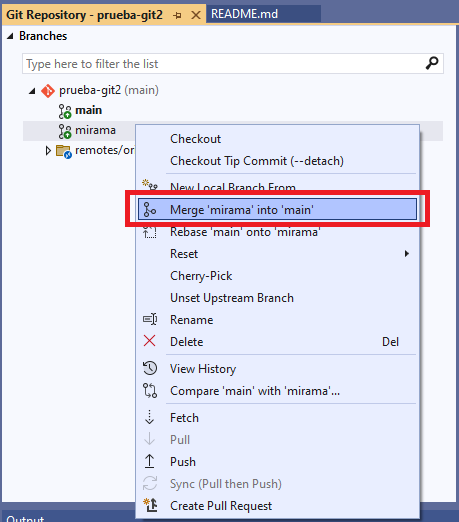 Git Repository - prueba-git2
README.md
Branches
Type here to filter the list
prueba-git2 (main)
main
mirama
remotes/or
Checkout
Checkout Tip Commit (--detach)
New Local Branch From...
Merge 'mirama' into 'main'
Rebase 'main' onto 'mirama'
Reset
Cherry-Pick
Unset Upstream Branch
Rename
Delete Del
View History
Compare 'main' with 'mirama'...
Fetch
Pull
Push
Sync (Pull then Push)
Create Pull Request
Output